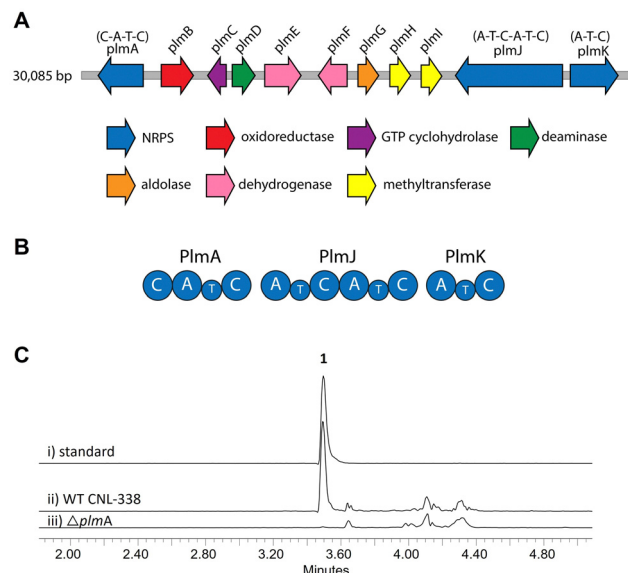 A
(C-A-T-C)
plmA
plmB
plmC
plmD
plmE
plmF
plmG
plmH
plmI
(A-T-C-A-T-C)
plmJ
(A-T-C)
plmK
30,085 bp
NRPS
oxidoreductase
GTP cyclohydrolase
deaminase
aldolase
dehydrogenase
methyltransferase
B
PlmA
PlmJ
PlmK
C A T C
A T C A T C
A T C
C
1
i) standard
ii) WT CNL-338
iii) △plmA
2.00 2.40 2.80 3.20 3.60 4.00 4.40 4.80
Minutes